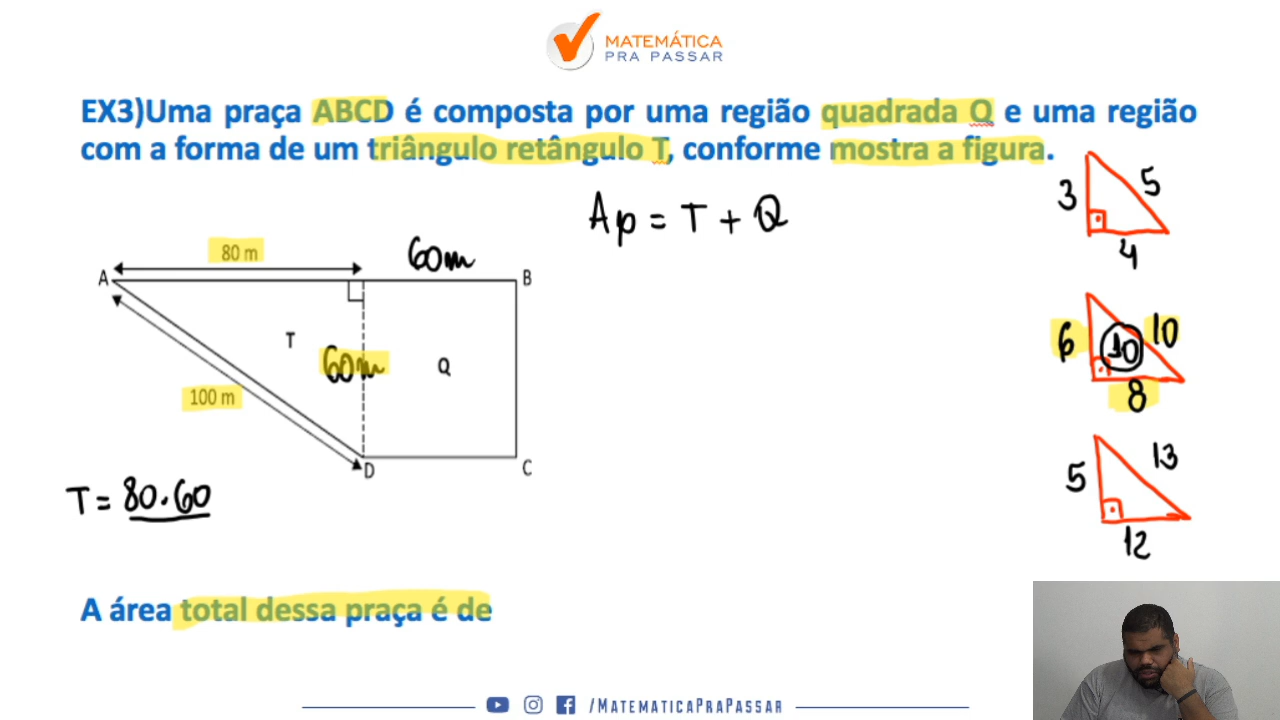 MATEMÁTICA
PRA PASSAR
EX3)Uma praça ABCD é composta por uma região quadrada Q e uma região
com a forma de um triângulo retângulo T, conforme mostra a figura.
Ap = T + Q
3
5
4
80 m
60m
A
B
6
10
10
8
T
60m
Q
100 m
D
C
5
13
12
T = 80.60
A área total dessa praça é de
/MATEMATICAPRAPASSAR